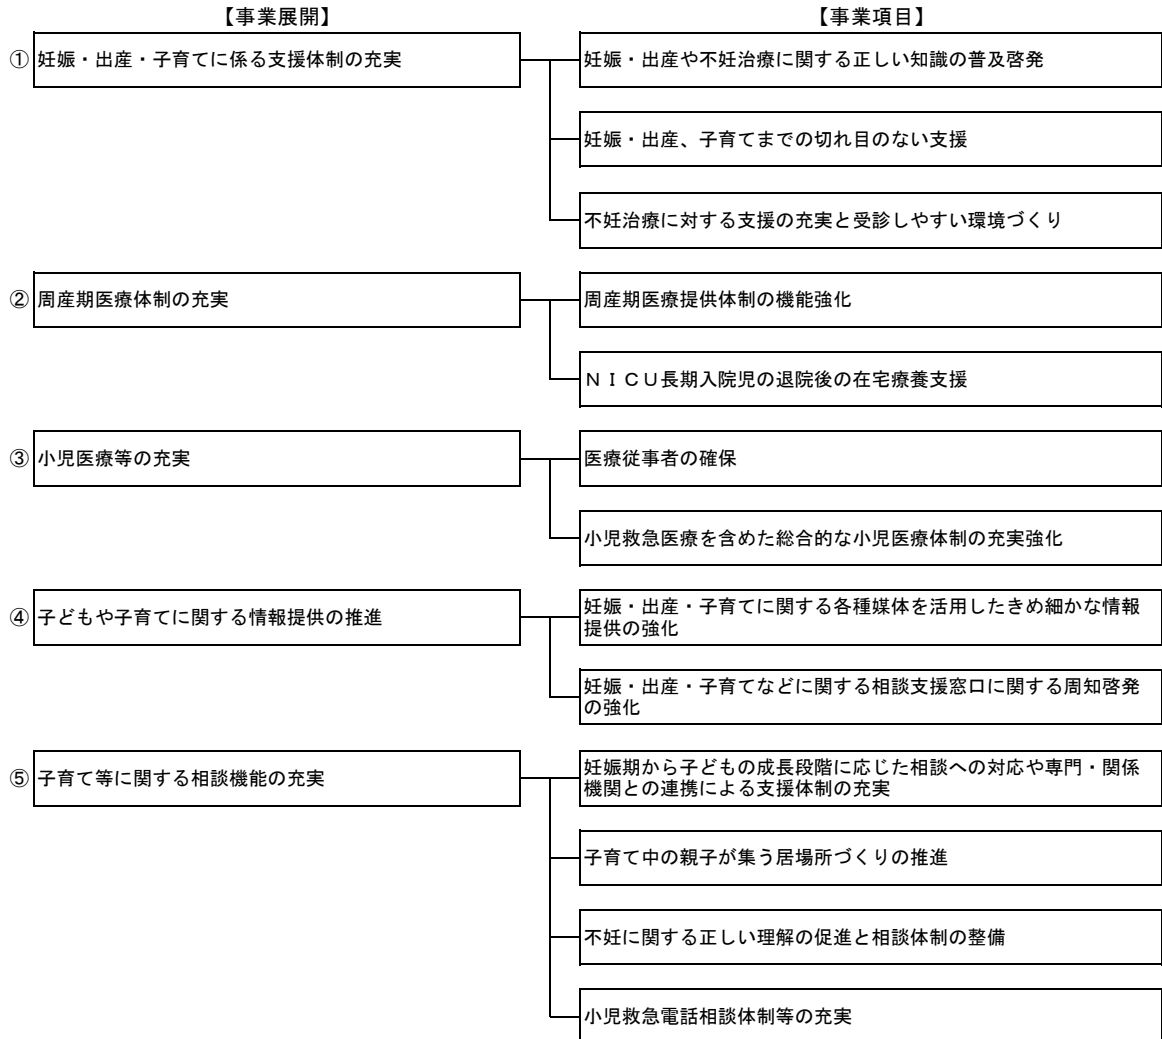 【事業展開】
【事業項目】
① 妊娠・出産・子育てに係る支援体制の充実
妊娠・出産や不妊治療に関する正しい知識の普及啓発
妊娠・出産、子育てまでの切れ目のない支援
不妊治療に対する支援の充実と受診しやすい環境づくり
② 周産期医療体制の充実
周産期医療提供体制の機能強化
ＮＩＣＵ長期入院児の退院後の在宅療養支援
③ 小児医療等の充実
医療従事者の確保
小児救急医療を含めた総合的な小児医療体制の充実強化
④ 子どもや子育てに関する情報提供の推進
妊娠・出産・子育てに関する各種媒体を活用したきめ細かな情報
提供の強化
妊娠・出産・子育てなどに関する相談支援窓口に関する周知啓発
の強化
⑤ 子育て等に関する相談機能の充実
妊娠期から子どもの成長段階に応じた相談への対応や専門・関係
機関との連携による支援体制の充実
子育て中の親子が集う居場所づくりの推進
不妊に関する正しい理解の促進と相談体制の整備
小児救急電話相談体制等の充実